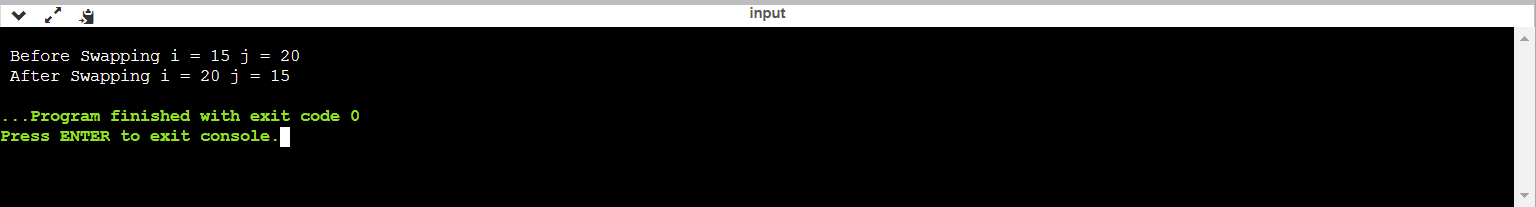 input
Before Swapping i = 15 j = 20
After Swapping i = 20 j = 15
...Program finished with exit code 0
Press ENTER to exit console.